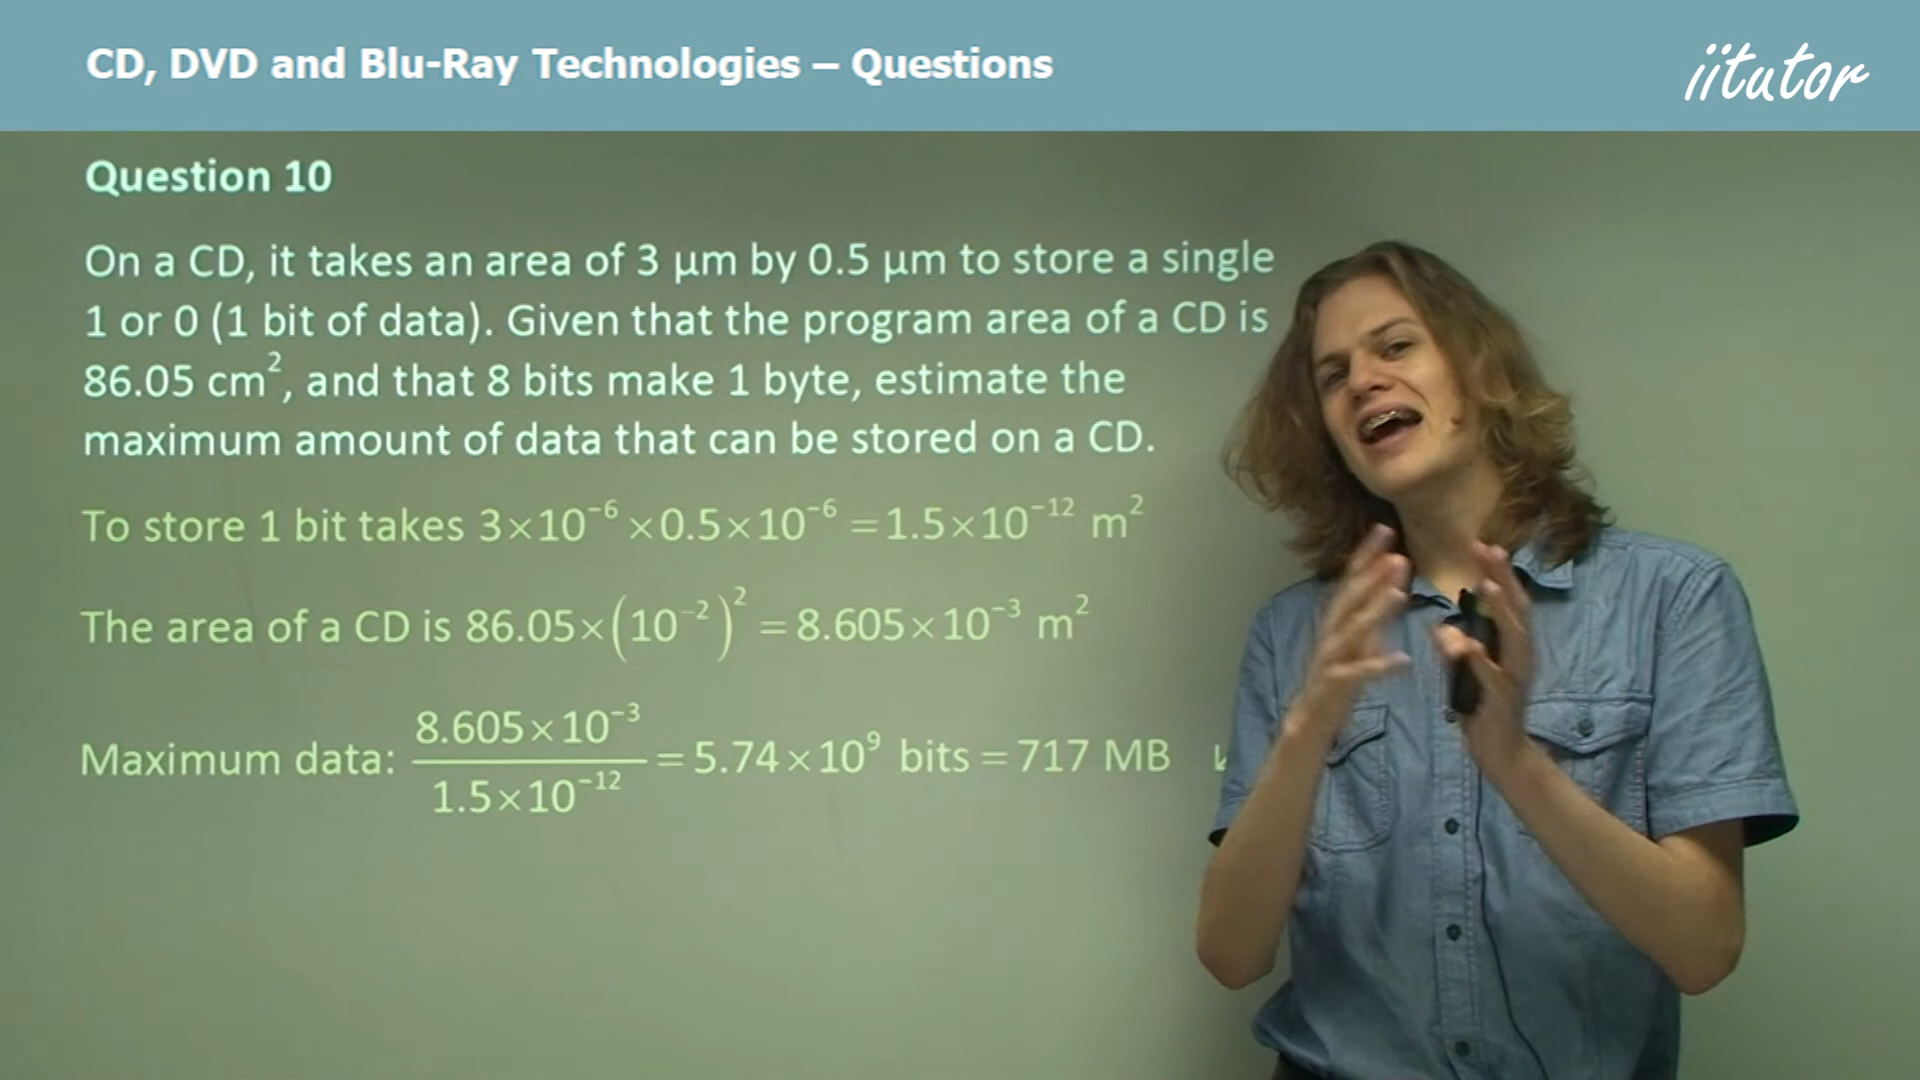 CD, DVD and Blu-Ray Technologies – Questions
iitutor
Question 10
On a CD, it takes an area of 3 μm by 0.5 μm to store a single
1 or 0 (1 bit of data). Given that the program area of a CD is
86.05 cm², and that 8 bits make 1 byte, estimate the
maximum amount of data that can be stored on a CD.
To store 1 bit takes 3×10⁻⁶ ×0.5×10⁻⁶ =1.5×10⁻¹² m²
The area of a CD is 86.05×(10⁻²)² =8.605×10⁻³ m²
Maximum data: 8.605×10⁻³ / 1.5×10⁻¹² =5.74×10⁹ bits=717 MB